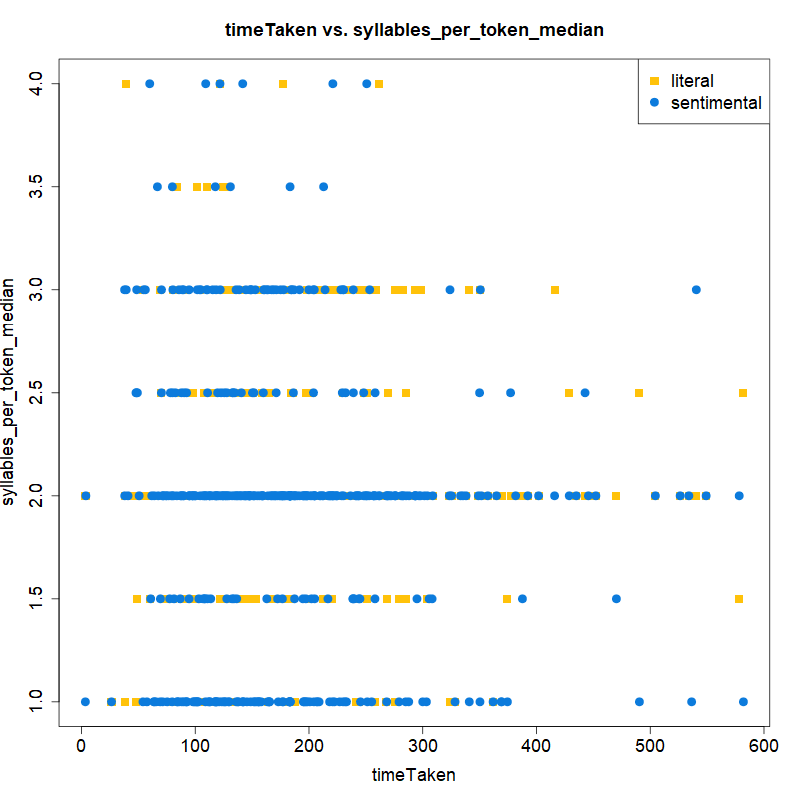 timeTaken vs. syllables_per_token_median
literal
sentimental
4.0
3.5
3.0
2.5
2.0
1.5
1.0
syllables_per_token_median
0 100 200 300 400 500 600
timeTaken